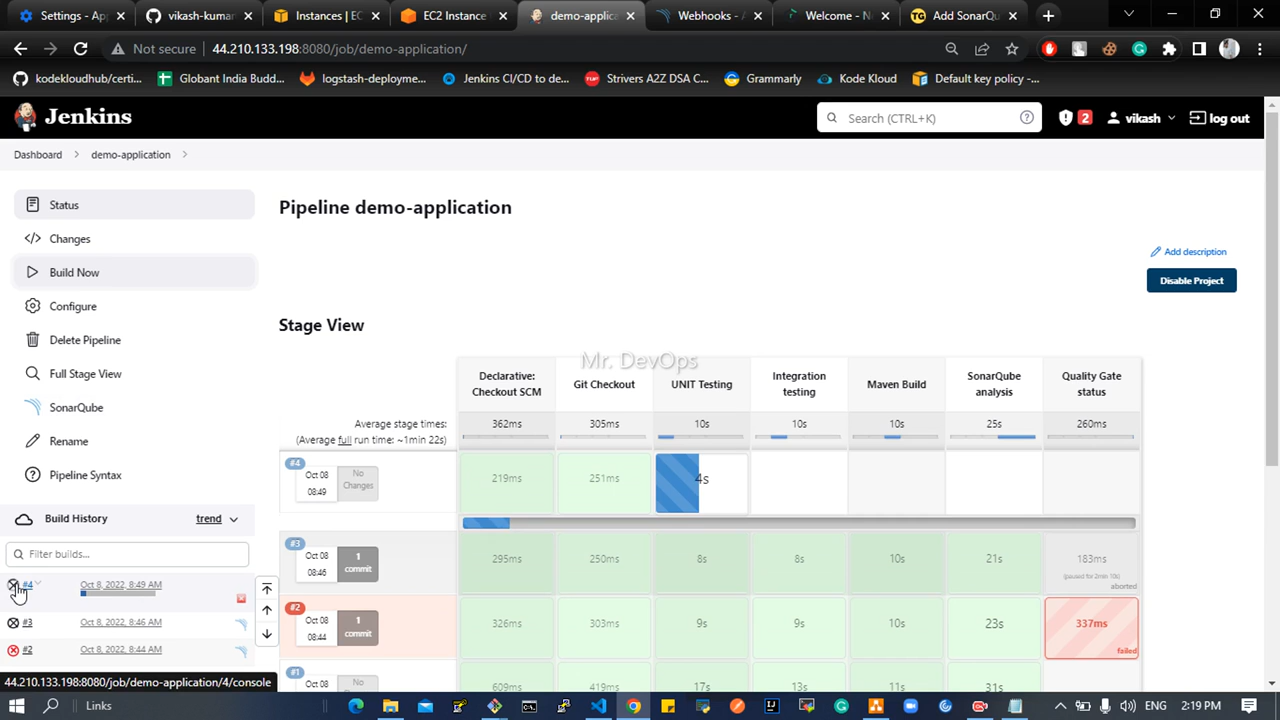 Settings - Ap
vikash-kumar
Instances | EC
EC2 Instance
demo-applica
Webhooks - A
Welcome - Ne
Add SonarQu
Not secure
44.210.133.198:8080/job/demo-application/
kodekloudhub/certi...
Globant India Budd...
logstash-deployme...
Jenkins CI/CD to de...
Strivers A2Z DSA C...
Grammarly
Kode Kloud
Default key policy -...
Jenkins
Search (CTRL+K)
2
vikash
log out
Dashboard
demo-application
Status
Changes
Build Now
Configure
Delete Pipeline
Full Stage View
SonarQube
Rename
Pipeline Syntax
Build History
trend
Filter builds...
#4
Oct 8, 2022, 8:49 AM
#3
Oct 8, 2022, 8:46 AM
#2
Oct 8, 2022, 8:44 AM
44.210.133.198:8080/job/demo-application/4/console
Pipeline demo-application
Add description
Disable Project
Stage View
Mr. DevOps
Declarative:
Checkout SCM
Git Checkout
UNIT Testing
Integration
testing
Maven Build
SonarQube
analysis
Quality Gate
status
Average stage times:
(Average full run time: ~1min 22s)
362ms
305ms
10s
10s
10s
25s
260ms
#4
Oct 08
08:49
No
Changes
219ms
251ms
4s
#3
Oct 08
08:46
1
commit
295ms
250ms
8s
8s
10s
21s
183ms
(paused for 2min 10s)
aborted
#2
Oct 08
08:44
1
commit
326ms
303ms
9s
9s
10s
23s
337ms
failed
#1
Oct 08
No
609ms
419ms
17s
13s
11s
31s
Links
ENG
2:19 PM